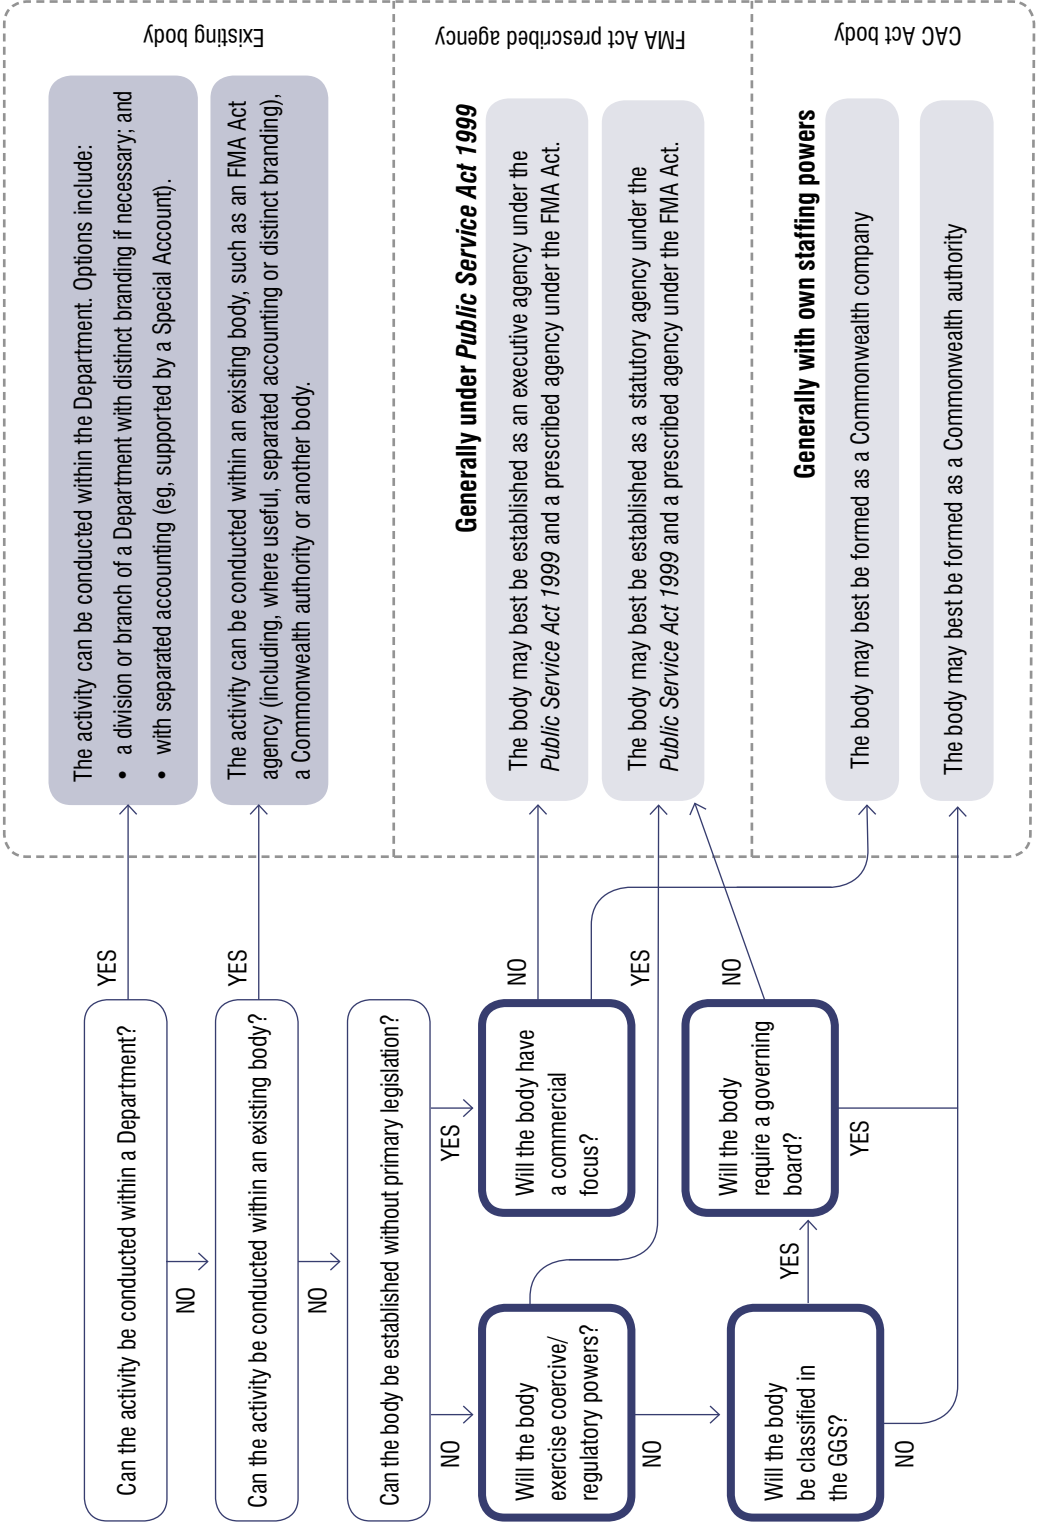 Can the activity be conducted within a Department?
YES
The activity can be conducted within the Department. Options include:
• a division or branch of a Department with distinct branding if necessary; and
• with separated accounting (eg, supported by a Special Account).
Existing body
NO
Can the activity be conducted within an existing body?
YES
The activity can be conducted within an existing body, such as an FMA Act
agency (including, where useful, separated accounting or distinct branding),
a Commonwealth authority or another body.
NO
Can the body be established without primary legislation?
NO
YES
Generally under Public Service Act 1999
FMA Act prescribed agency
Will the body
exercise coercive/
regulatory powers?
Will the body have
a commercial
focus?
NO
The body may best be established as an executive agency under the
Public Service Act 1999 and a prescribed agency under the FMA Act.
YES
The body may best be established as a statutory agency under the
Public Service Act 1999 and a prescribed agency under the FMA Act.
NO
Will the body
be classified in
the GGS?
YES
Will the body
require a governing
board?
NO
Generally with own staffing powers
CAC Act body
The body may best be formed as a Commonwealth company
YES
NO
The body may best be formed as a Commonwealth authority